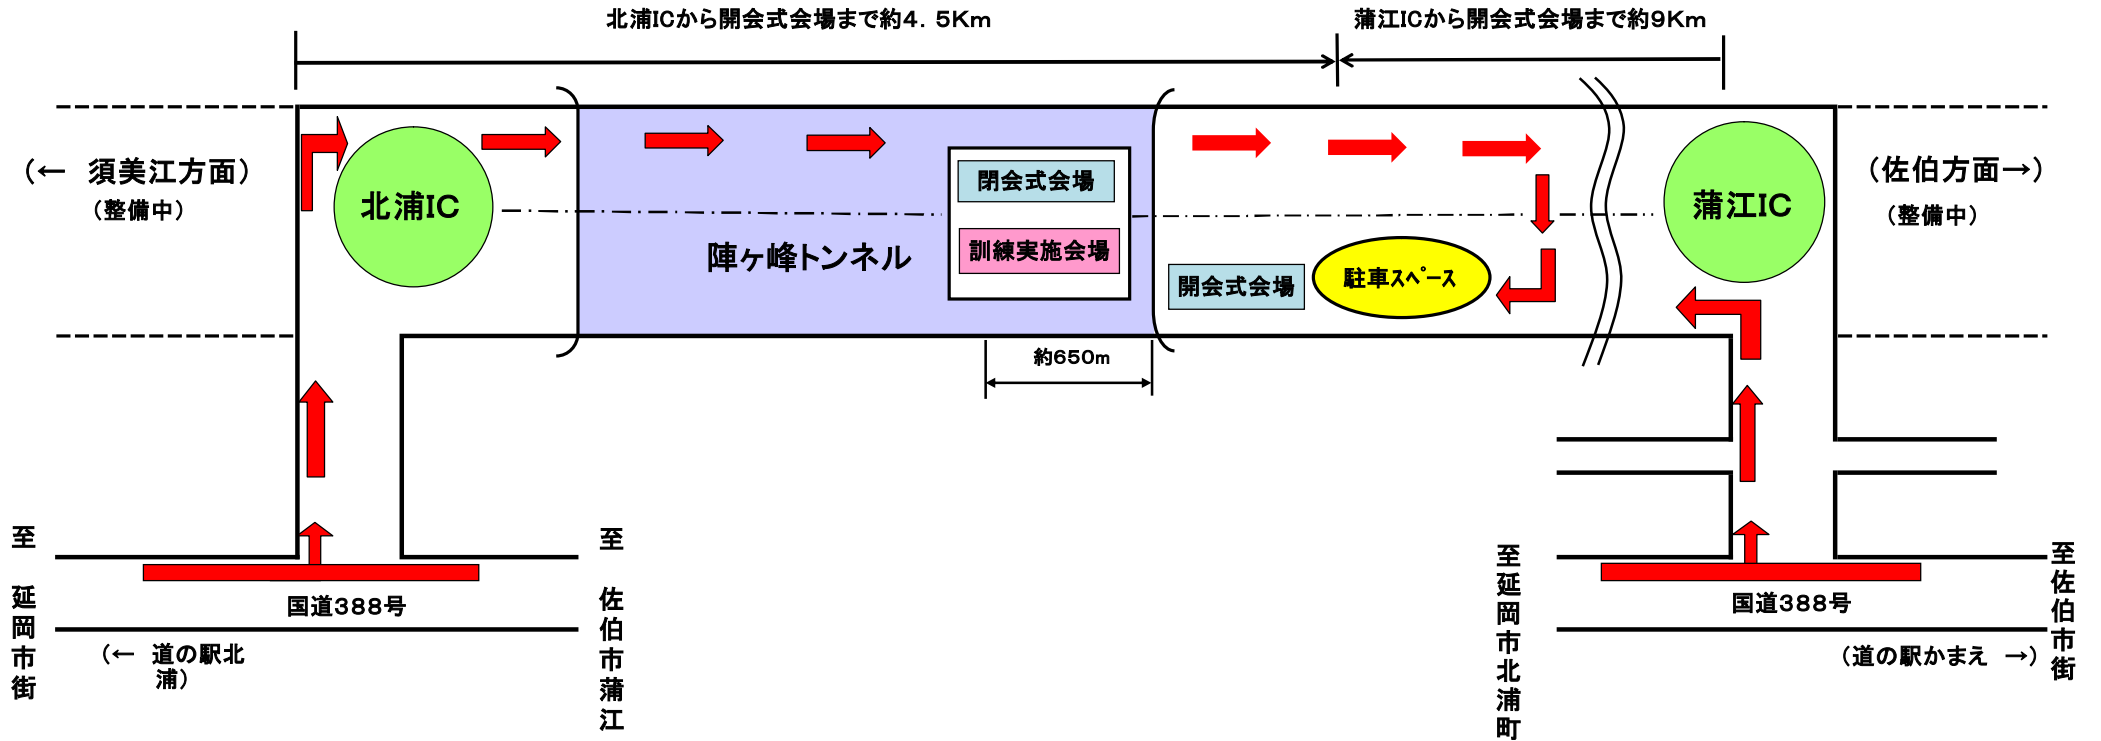 北浦ICから開会式会場まで約4．5Km
蒲江ICから開会式会場まで約9Km
（← 須美江方面）
（整備中）
北浦IC
陣ヶ峰トンネル
閉会式会場
訓練実施会場
開会式会場
駐車スペース
蒲江IC
（佐伯方面→）
（整備中）
約650m
至 延岡市街
国道388号
（← 道の駅北
浦）
至 佐伯市蒲江
至延岡市北浦町
国道388号
（道の駅かまえ →）
至佐伯市街